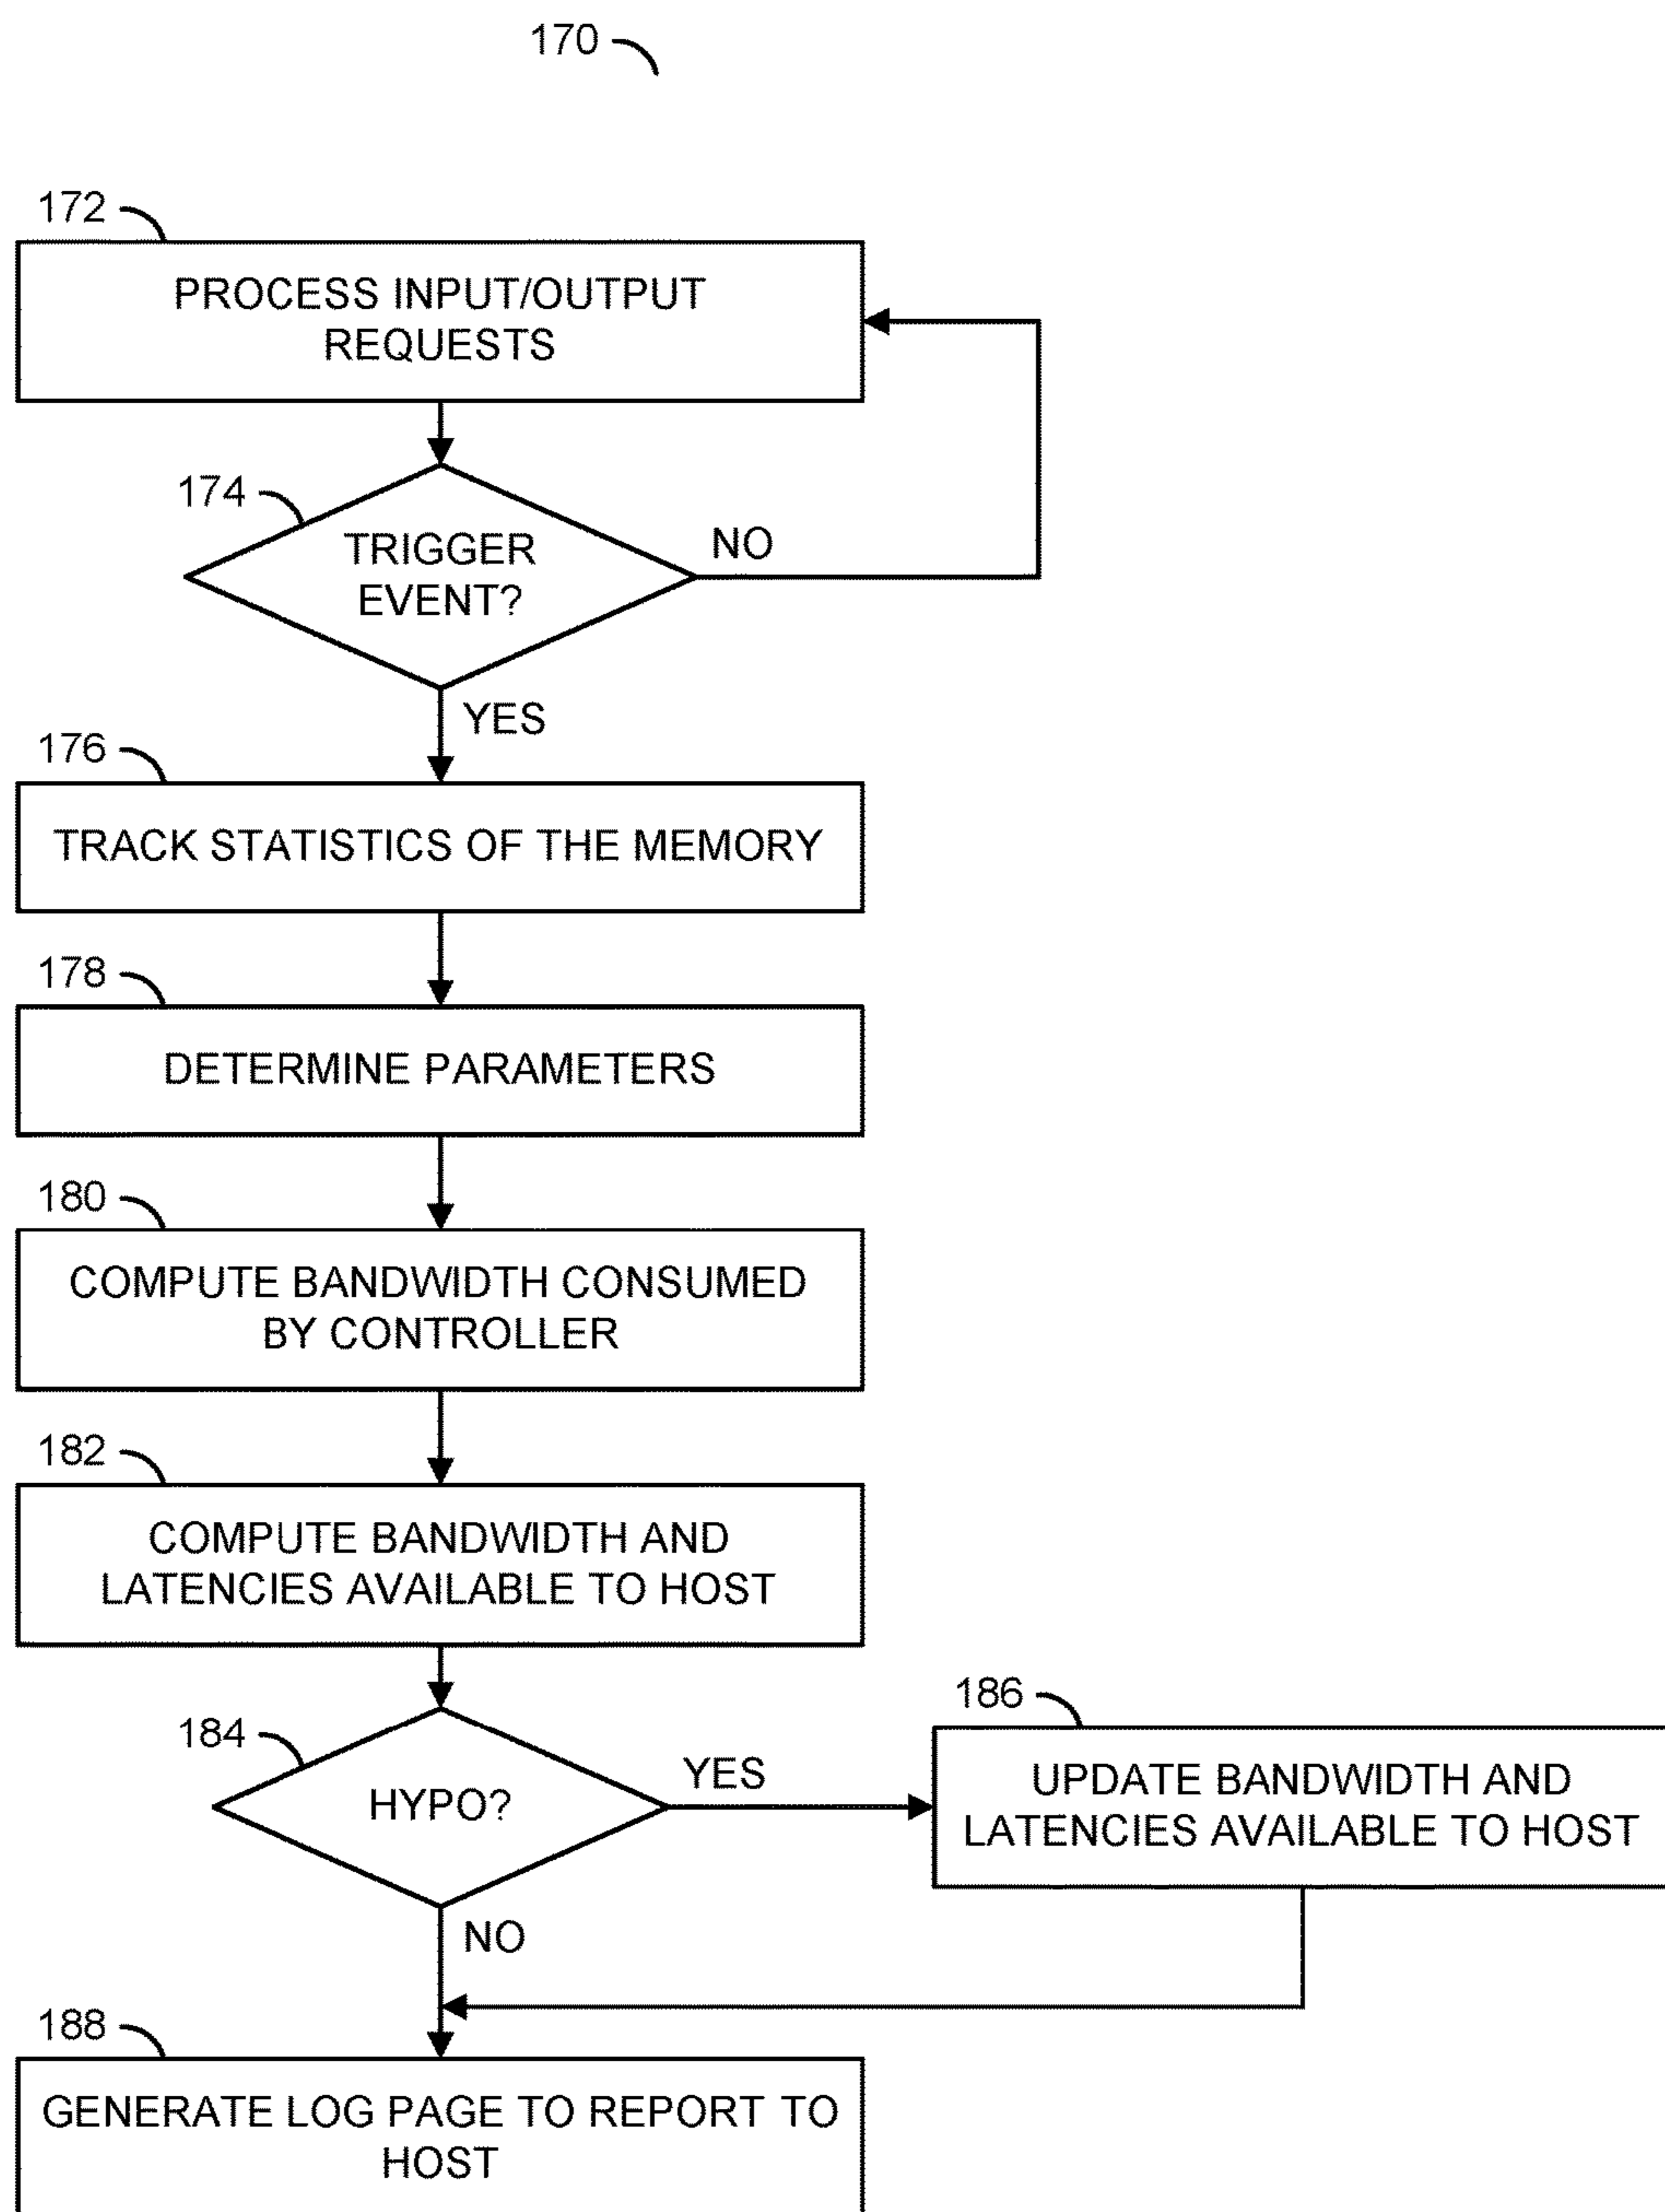 170
172
PROCESS INPUT/OUTPUT
REQUESTS
174
TRIGGER
EVENT?
NO
YES
176
TRACK STATISTICS OF THE MEMORY
178
DETERMINE PARAMETERS
180
COMPUTE BANDWIDTH CONSUMED
BY CONTROLLER
182
COMPUTE BANDWIDTH AND
LATENCIES AVAILABLE TO HOST
184
HYPO?
YES
186
UPDATE BANDWIDTH AND
LATENCIES AVAILABLE TO HOST
NO
188
GENERATE LOG PAGE TO REPORT TO
HOST